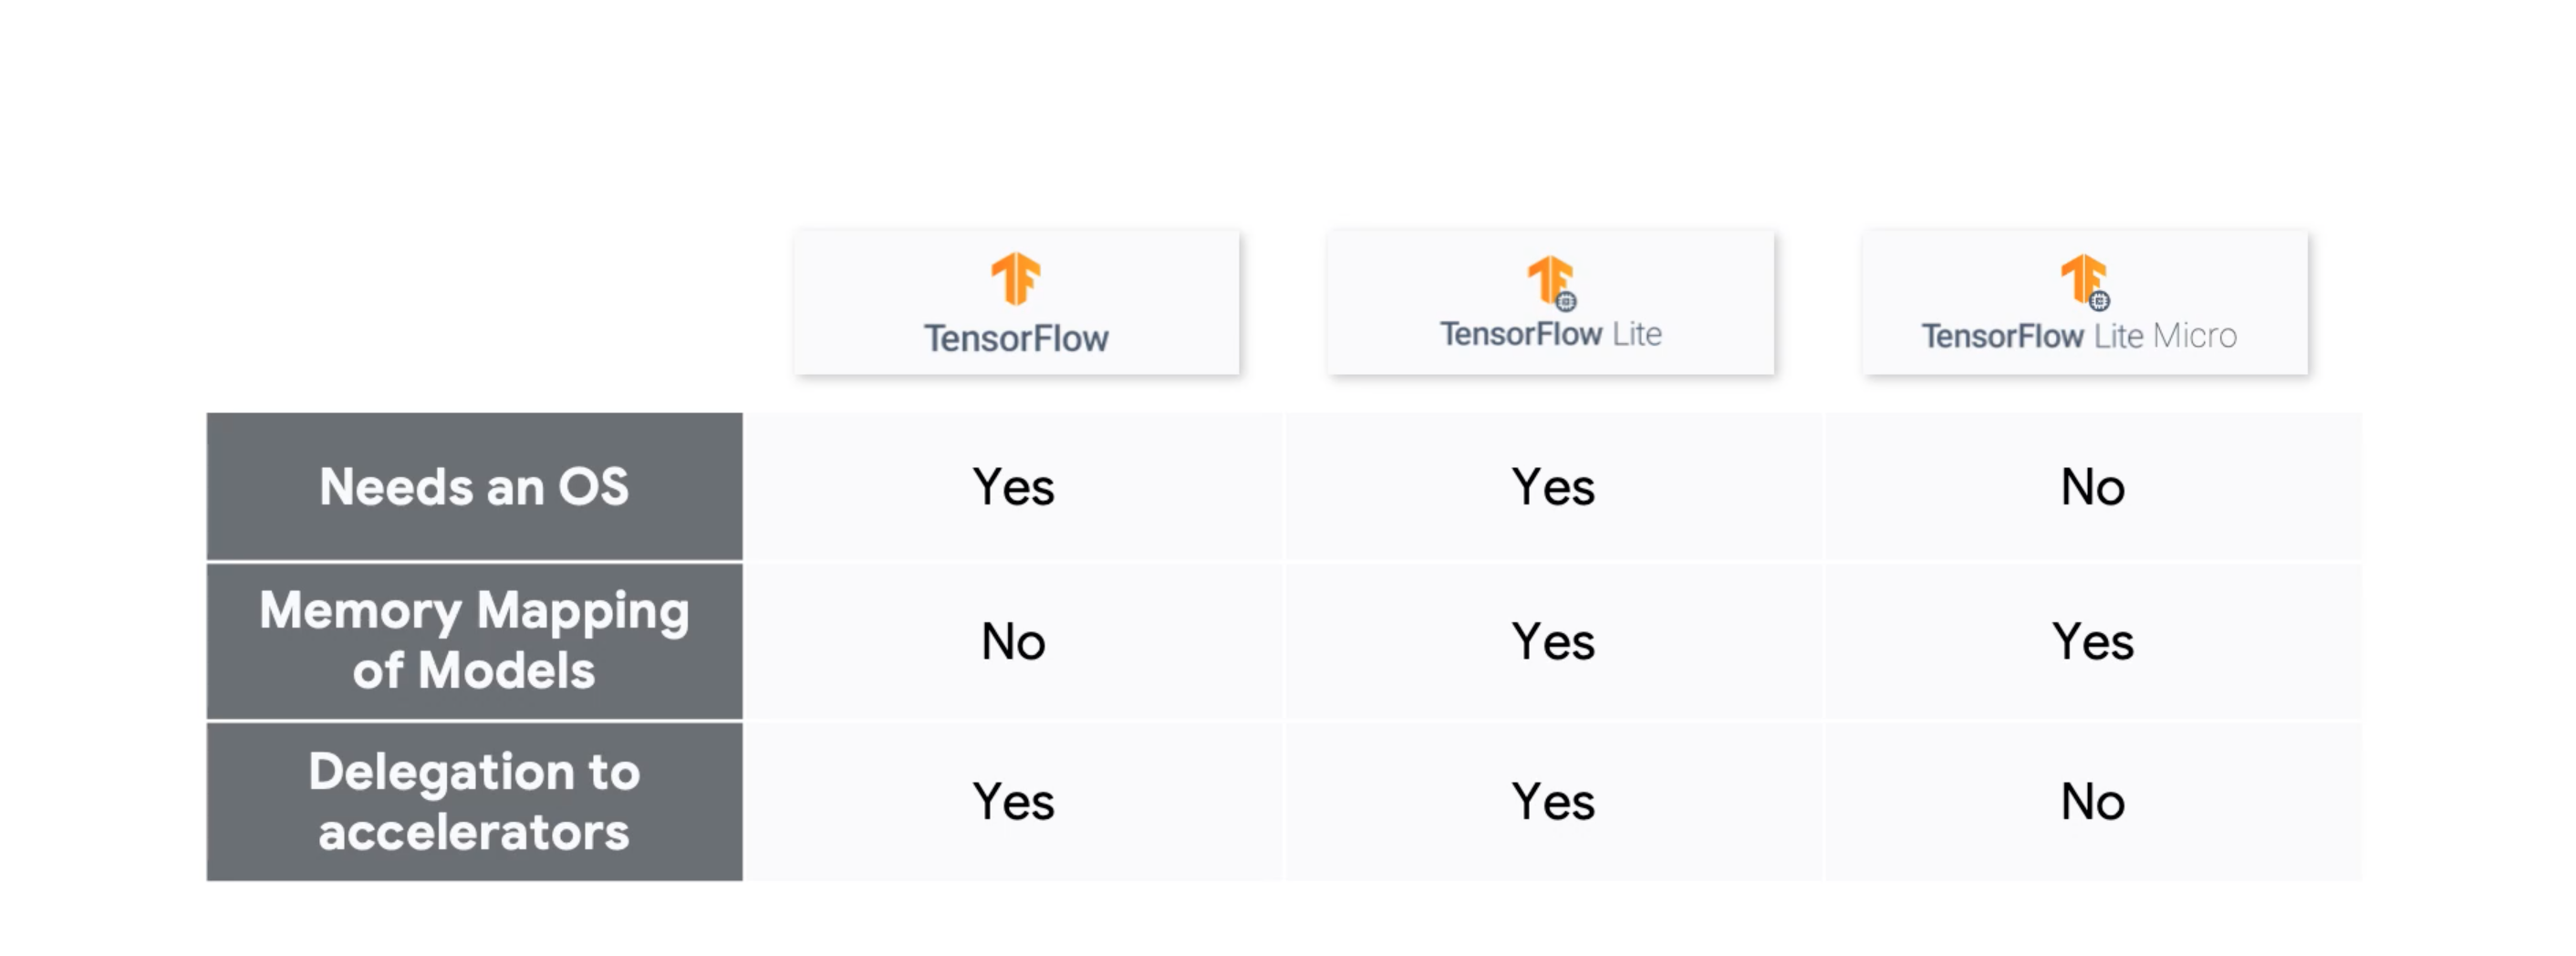 TensorFlow
TensorFlow Lite
TensorFlow Lite Micro
Needs an OS
Yes
Yes
No
Memory Mapping
of Models
No
Yes
Yes
Delegation to
accelerators
Yes
Yes
No